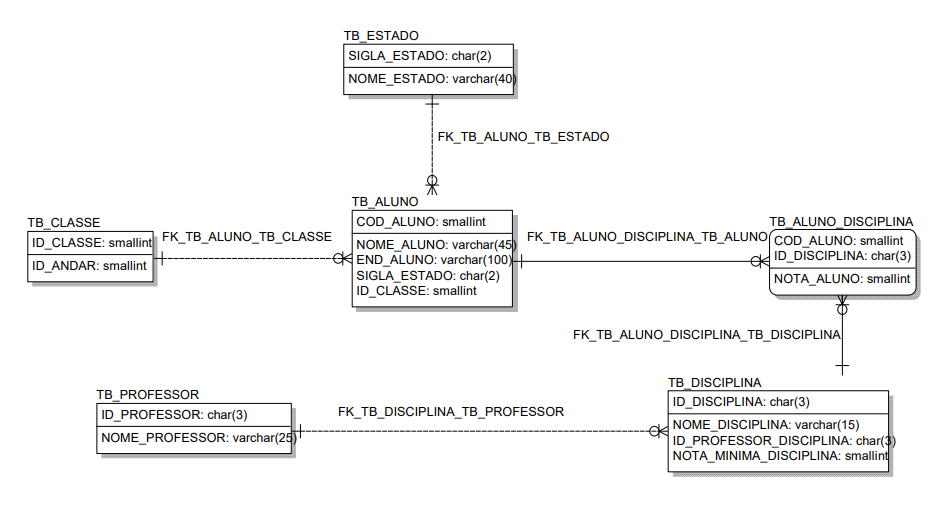 TB_ESTADO
SIGLA_ESTADO: char(2)
NOME_ESTADO: varchar(40)
FK_TB_ALUNO_TB_ESTADO
TB_CLASSE
ID_CLASSE: smallint
ID_ANDAR: smallint
FK_TB_ALUNO_TB_CLASSE
TB_ALUNO
COD_ALUNO: smallint
NOME_ALUNO: varchar(45)
END_ALUNO: varchar(100)
SIGLA_ESTADO: char(2)
ID_CLASSE: smallint
FK_TB_ALUNO_DISCIPLINA_TB_ALUNO
TB_ALUNO_DISCIPLINA
COD_ALUNO: smallint
ID_DISCIPLINA: char(3)
NOTA_ALUNO: smallint
FK_TB_ALUNO_DISCIPLINA_TB_DISCIPLINA
TB_PROFESSOR
ID_PROFESSOR: char(3)
NOME_PROFESSOR: varchar(25)
FK_TB_DISCIPLINA_TB_PROFESSOR
TB_DISCIPLINA
ID_DISCIPLINA: char(3)
NOME_DISCIPLINA: varchar(15)
ID_PROFESSOR_DISCIPLINA: char(3)
NOTA_MINIMA_DISCIPLINA: smallint